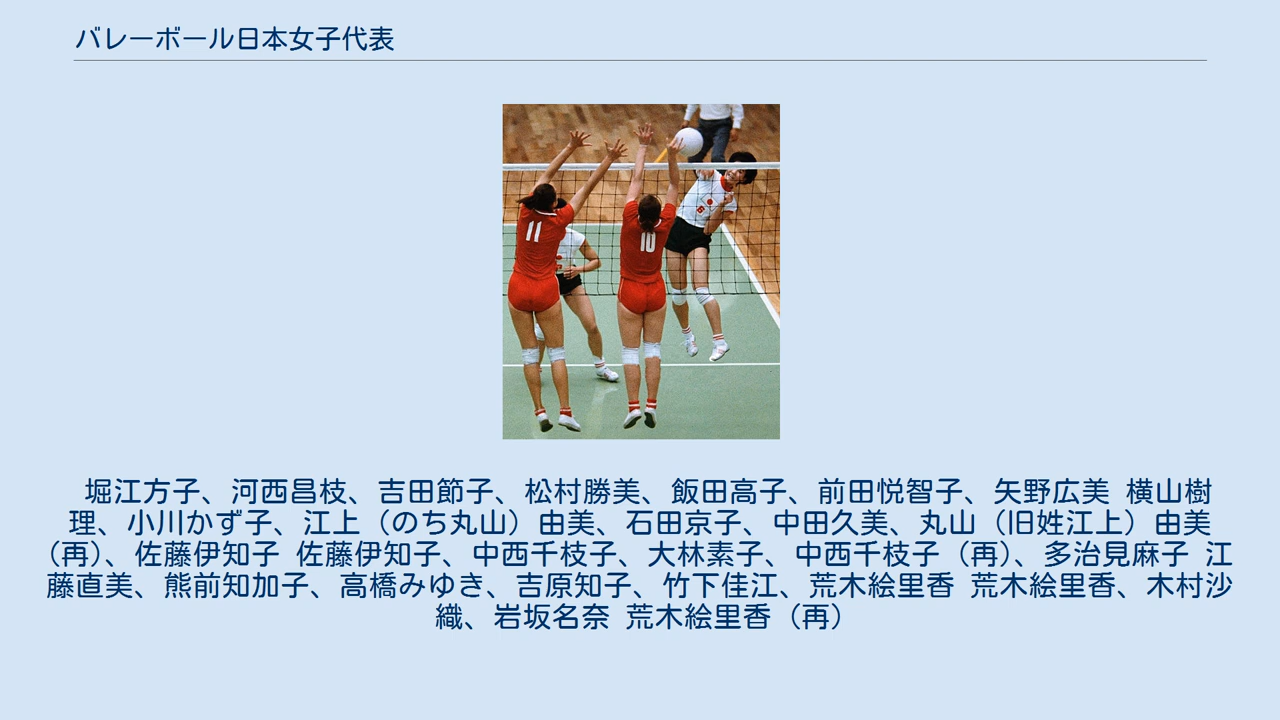 バレーボール日本女子代表
11
10
6
堀江方子、河西昌枝、吉田節子、松村勝美、飯田高子、前田悦智子、矢野広美 横山樹
理、小川かず子、江上（のち丸山）由美、石田京子、中田久美、丸山（旧姓江上）由美
（再）、佐藤伊知子 佐藤伊知子、中西千枝子、大林素子、中西千枝子（再）、多治見麻子 江
藤直美、熊前知加子、高橋みゆき、吉原知子、竹下佳江、荒木絵里香 荒木絵里香、木村沙
織、岩坂名奈 荒木絵里香（再）